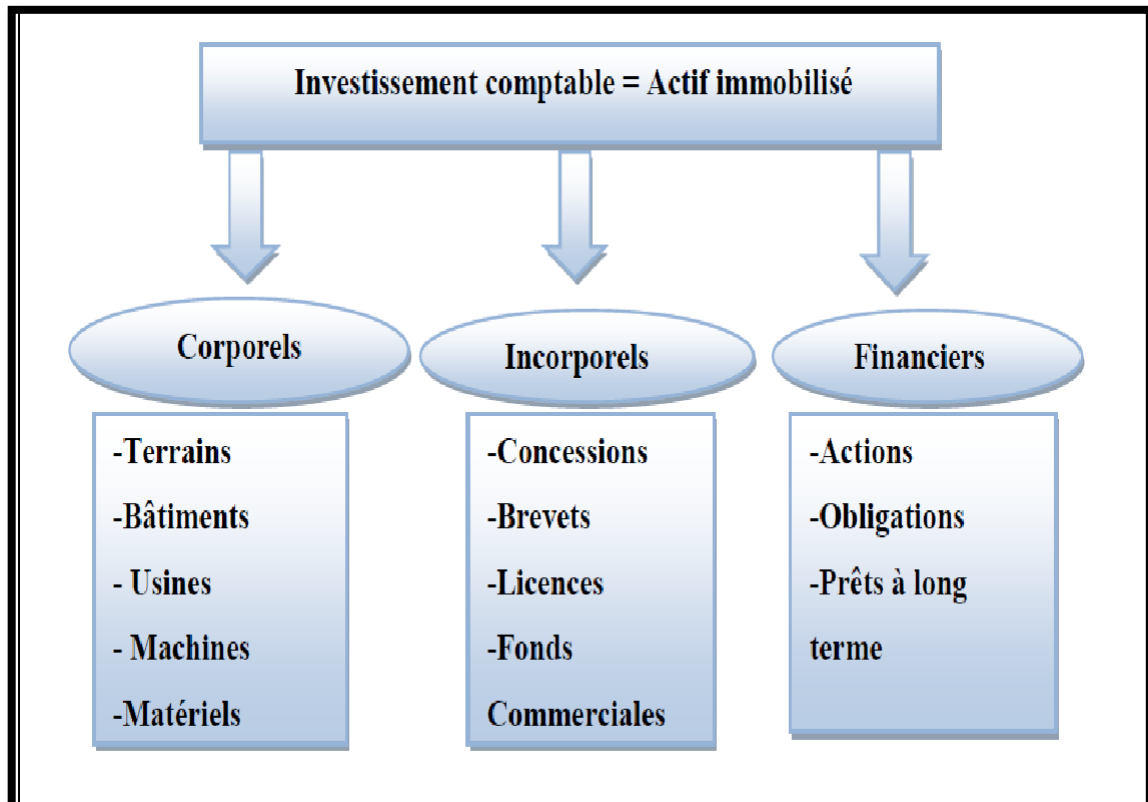 Investissement comptable = Actif immobilisé
Corporels
-Terrains
-Bâtiments
- Usines
- Machines
-Matériels
Incorporels
-Concessions
-Brevets
-Licences
-Fonds
Commerciales
Financiers
-Actions
-Obligations
-Prêts à long
terme